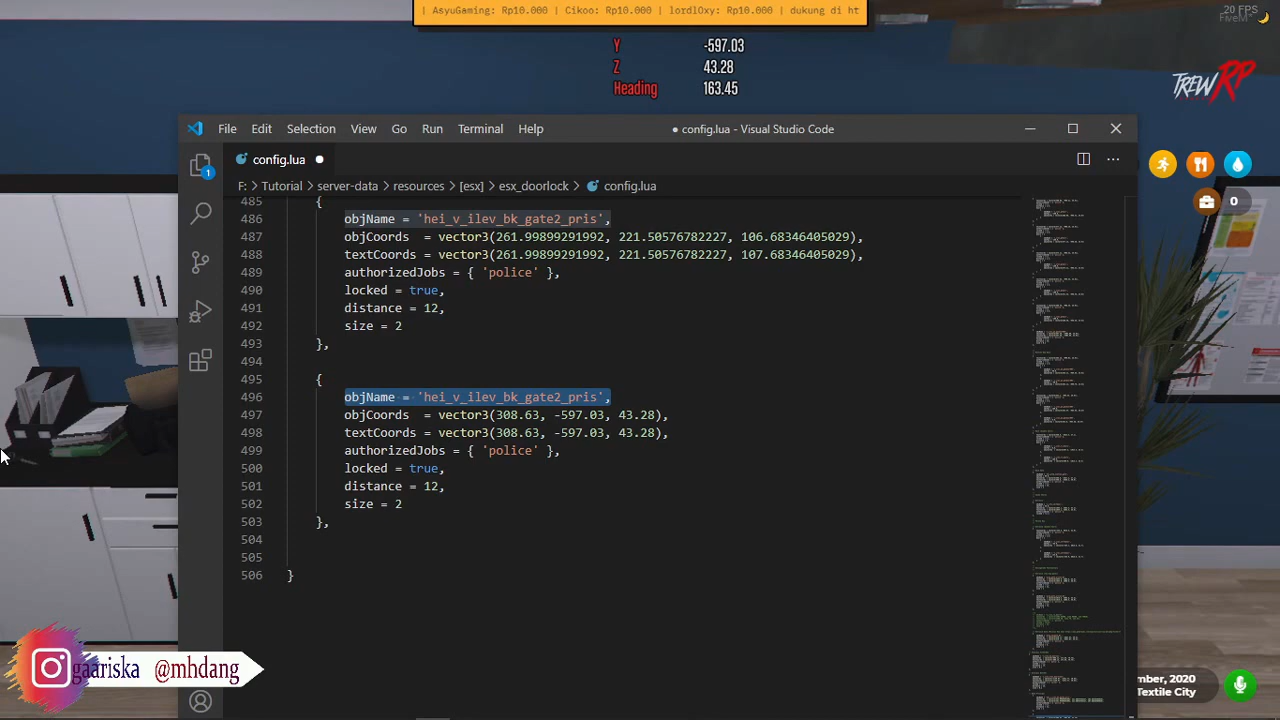 | AsyuGaming: Rp10.000 | Cikoo: Rp10.000 | lordlOxy: Rp10.000 | dukung di ht
20 FPS
FiveM
Y -597.03
Z 43.28
Heading 163.45
TREW RP
File Edit Selection View Go Run Terminal Help
● config.lua - Visual Studio Code
config.lua
1
F: > Tutorial > server-data > resources > [esx] > esx_doorlock > config.lua
0
485 {
486 objName = 'hei_v_ilev_bk_gate2_pris',
487 objCoords = vector3(261.99899291992, 221.50576782227, 106.68346405029),
488 textCoords = vector3(261.99899291992, 221.50576782227, 107.68346405029),
489 authorizedJobs = { 'police' },
490 locked = true,
491 distance = 12,
492 size = 2
493 },
494
495 {
496 objName = 'hei_v_ilev_bk_gate2_pris',
497 objCoords = vector3(308.63, -597.03, 43.28),
498 textCoords = vector3(308.63, -597.03, 43.28),
499 authorizedJobs = { 'police' },
500 locked = true,
501 distance = 12,
502 size = 2
503 },
504
505
506 }
gaariska @mhdang
mber, 2020
Textile City